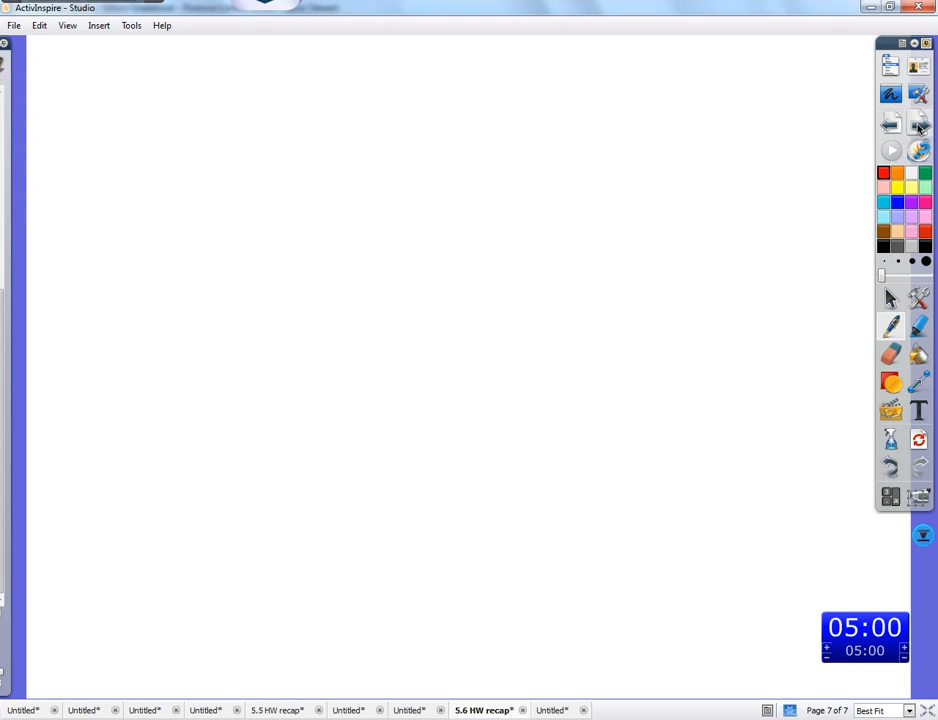 ActivInspire - Studio
File Edit View Insert Tools Help
T
05:00
05:00
Untitled* Untitled* Untitled* Untitled* 5.5 HW recap* Untitled* Untitled* 5.6 HW recap* Untitled* Page 7 of 7 Best Fit